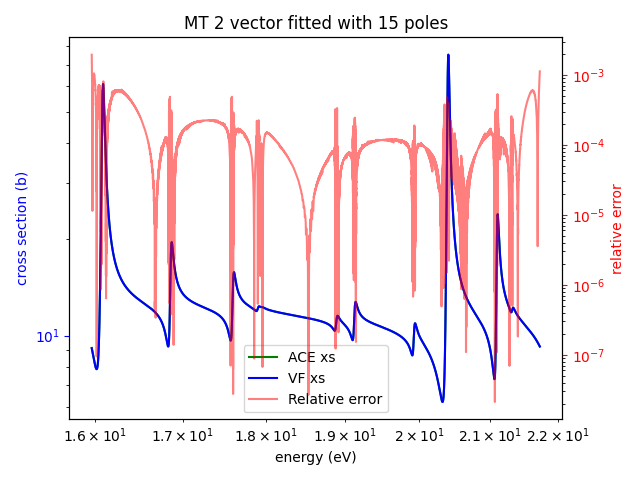 MT 2 vector fitted with 15 poles
cross section (b)
10¹
10⁻³
10⁻⁴
10⁻⁵
10⁻⁶
10⁻⁷
relative error
ACE xs
VF xs
Relative error
1.6 × 10¹ 1.7 × 10¹ 1.8 × 10¹ 1.9 × 10¹ 2 × 10¹ 2.1 × 10¹ 2.2 × 10¹
energy (eV)